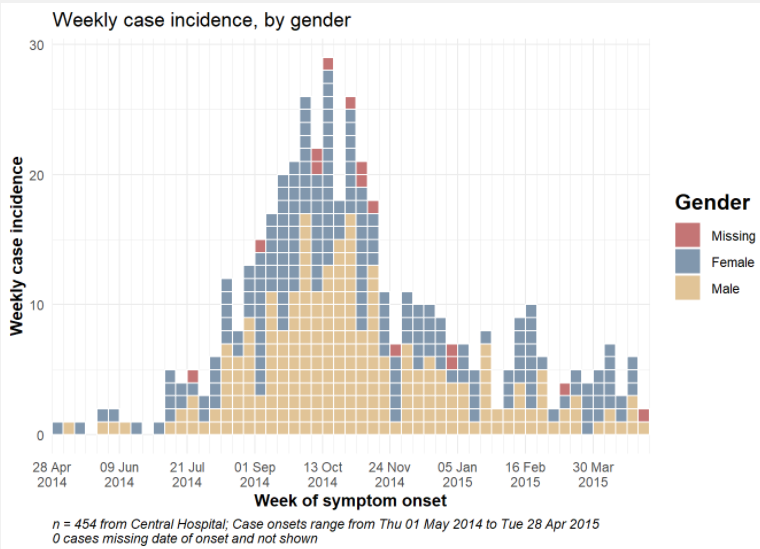 Weekly case incidence, by gender
30
20
10
0
Weekly case incidence
28 Apr
2014
09 Jun
2014
21 Jul
2014
01 Sep
2014
13 Oct
2014
24 Nov
2014
05 Jan
2015
16 Feb
2015
30 Mar
2015
Week of symptom onset
Gender
Missing
Female
Male
n = 454 from Central Hospital; Case onsets range from Thu 01 May 2014 to Tue 28 Apr 2015
0 cases missing date of onset and not shown